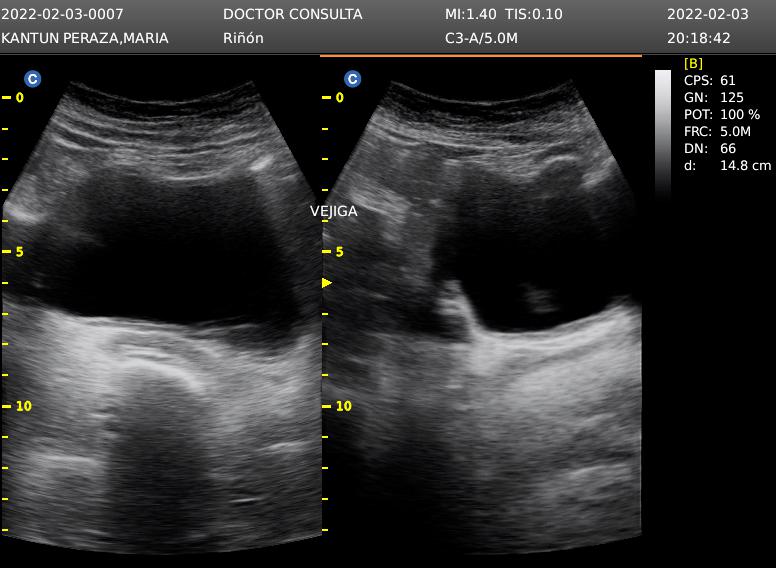 2022-02-03-0007 DOCTOR CONSULTA MI:1.40 TIS:0.10 2022-02-03
KANTUN PERAZA,MARIA Riñón C3-A/5.0M 20:18:42
[B]
C C
0 0
CPS: 61
GN: 125
POT: 100 %
FRC: 5.0M
DN: 66
d: 14.8 cm
VEJIGA
5 5
10 10